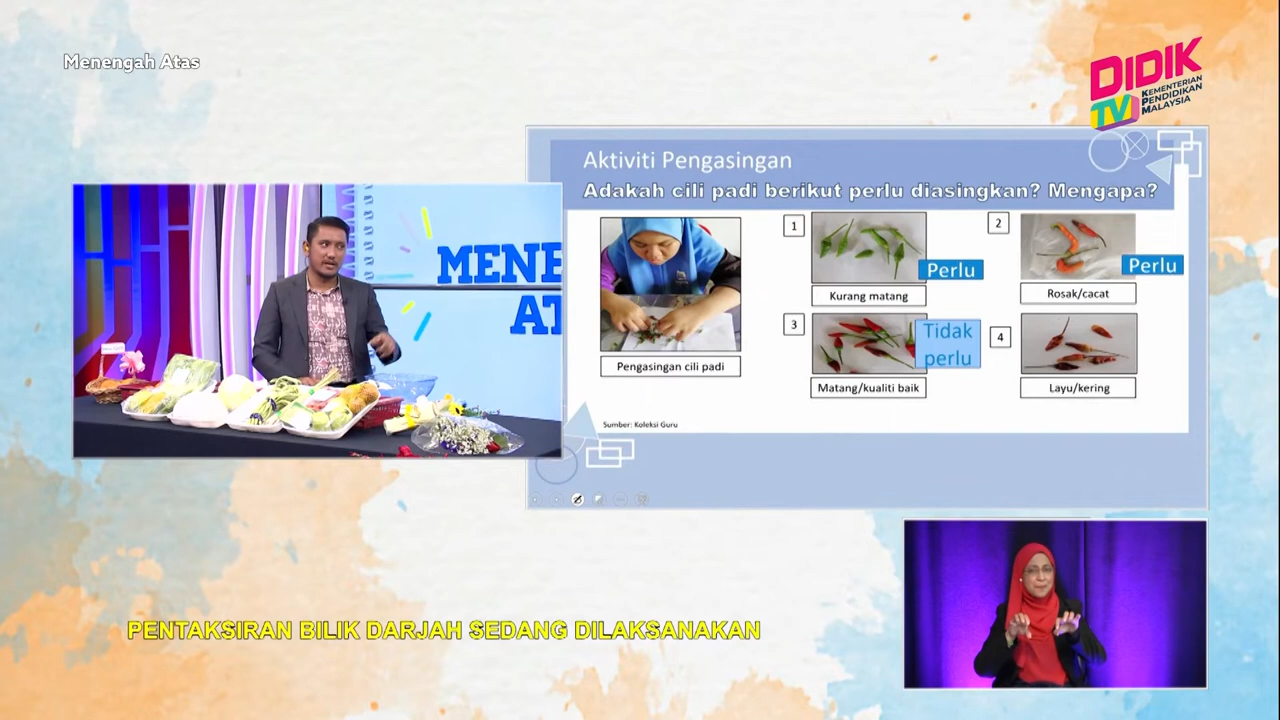 Menengah Atas
DIDIK
TV
KEMENTERIAN
PENDIDIKAN
MALAYSIA
Aktiviti Pengasingan
Adakah cili padi berikut perlu diasingkan? Mengapa?
MENE
AT
1
Perlu
Kurang matang
2
Perlu
Rosak/cacat
Pengasingan cili padi
3
Tidak
perlu
Matang/kualiti baik
4
Layu/kering
Sumber: Koleksi Guru
PENTAKSIRAN BILIK DARJAH SEDANG DILAKSANAKAN